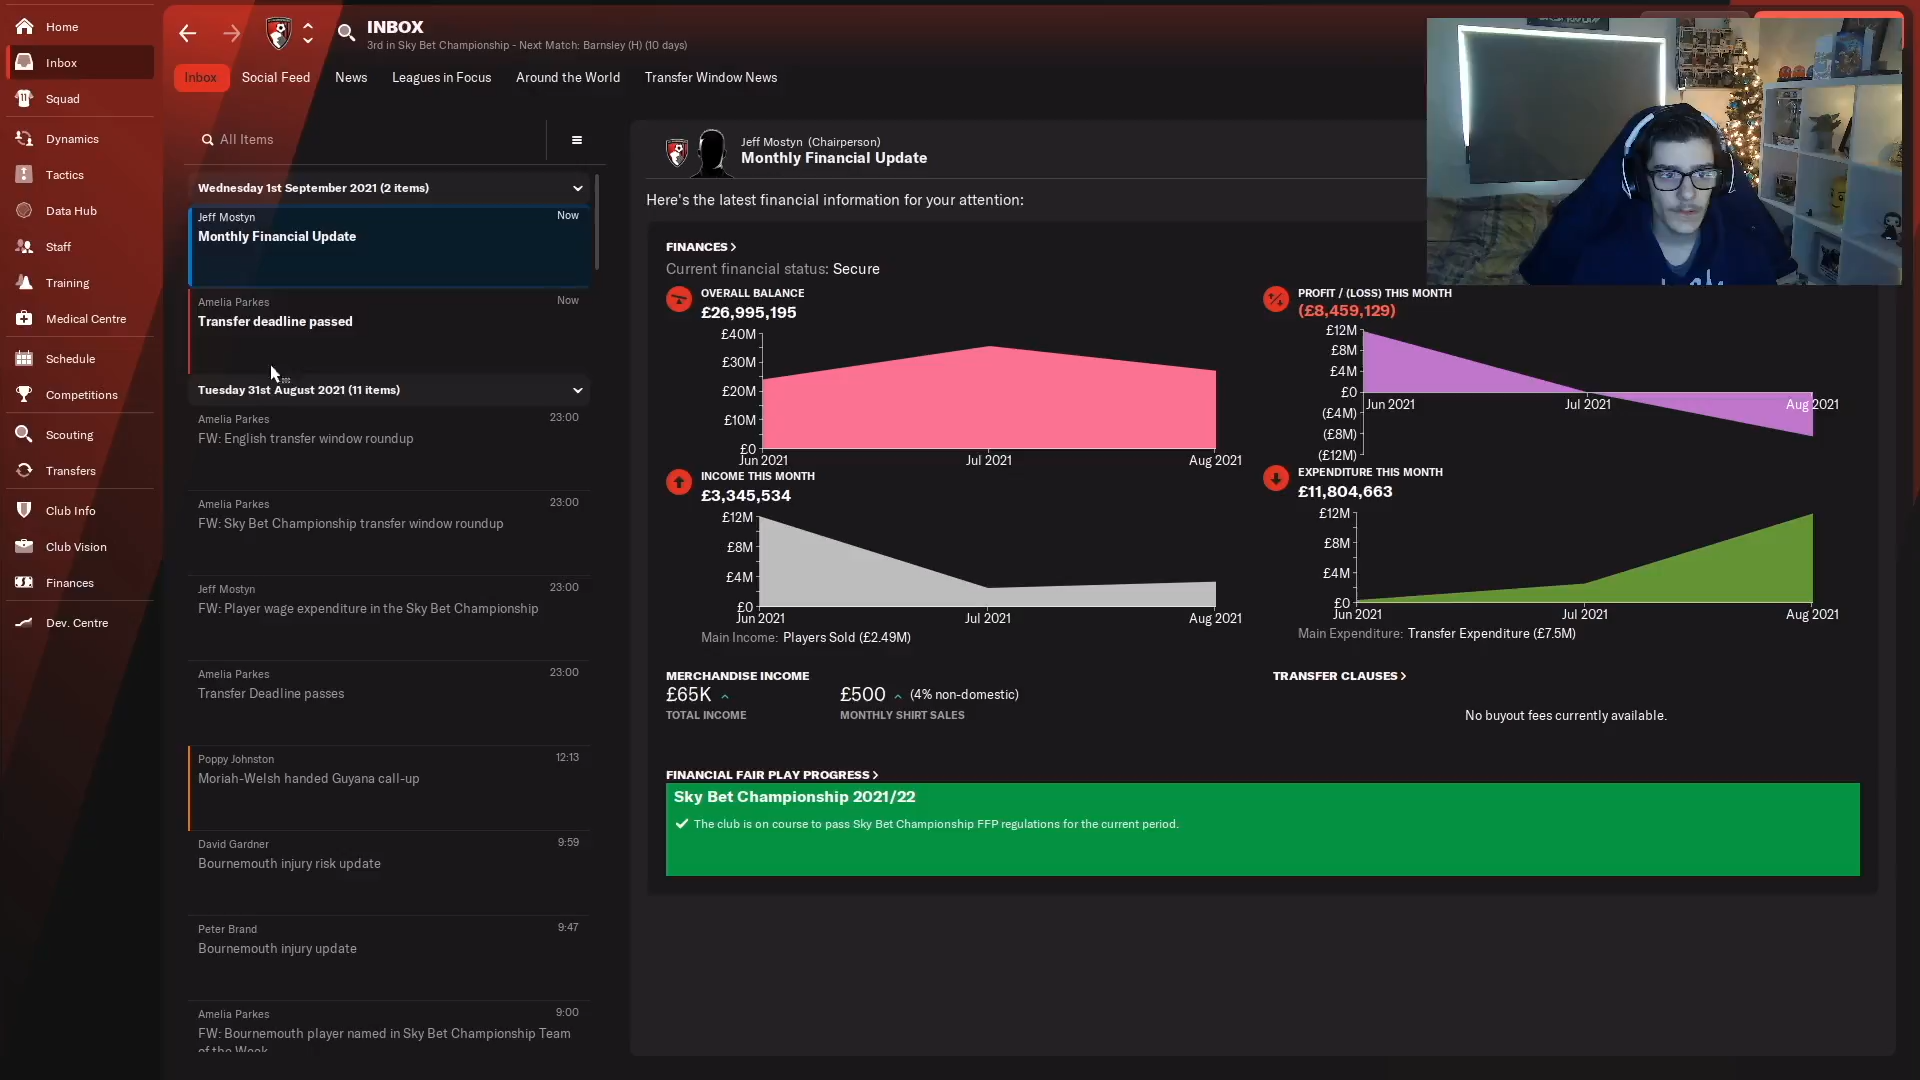 Home
Inbox
Squad
Dynamics
Tactics
Data Hub
Staff
Training
Medical Centre
Schedule
Competitions
Scouting
Transfers
Club Info
Club Vision
Finances
Dev. Centre
INBOX
3rd in Sky Bet Championship - Next Match: Barnsley (H) (10 days)
Inbox Social Feed News Leagues in Focus Around the World Transfer Window News
All Items
Wednesday 1st September 2021 (2 items)
Jeff Mostyn Now
Monthly Financial Update
Amelia Parkes Now
Transfer deadline passed
Tuesday 31st August 2021 (11 items)
Amelia Parkes 23:00
FW: English transfer window roundup
Amelia Parkes 23:00
FW: Sky Bet Championship transfer window roundup
Jeff Mostyn 23:00
FW: Player wage expenditure in the Sky Bet Championship
Amelia Parkes 23:00
Transfer Deadline passes
Poppy Johnston 12:13
Moriah-Welsh handed Guyana call-up
David Gardner 9:59
Bournemouth injury risk update
Peter Brand 9:47
Bournemouth injury update
Amelia Parkes 9:00
FW: Bournemouth player named in Sky Bet Championship Team
of the Week
Jeff Mostyn (Chairperson)
Monthly Financial Update
Here's the latest financial information for your attention:
FINANCES
Current financial status: Secure
OVERALL BALANCE
£26,995,195
£40M
£30M
£20M
£10M
£0
Jun 2021 Jul 2021 Aug 2021
PROFIT / (LOSS) THIS MONTH
(£8,459,129)
£12M
£8M
£4M
£0
(£4M)
(£8M)
(£12M)
Jun 2021 Jul 2021 Aug 2021
INCOME THIS MONTH
£3,345,534
£12M
£8M
£4M
£0
Jun 2021 Jul 2021 Aug 2021
Main Income: Players Sold (£2.49M)
EXPENDITURE THIS MONTH
£11,804,663
£12M
£8M
£4M
£0
Jun 2021 Jul 2021 Aug 2021
Main Expenditure: Transfer Expenditure (£7.5M)
MERCHANDISE INCOME
£65K £500 (4% non-domestic)
TOTAL INCOME MONTHLY SHIRT SALES
TRANSFER CLAUSES
No buyout fees currently available.
FINANCIAL FAIR PLAY PROGRESS
Sky Bet Championship 2021/22
The club is on course to pass Sky Bet Championship FFP regulations for the current period.